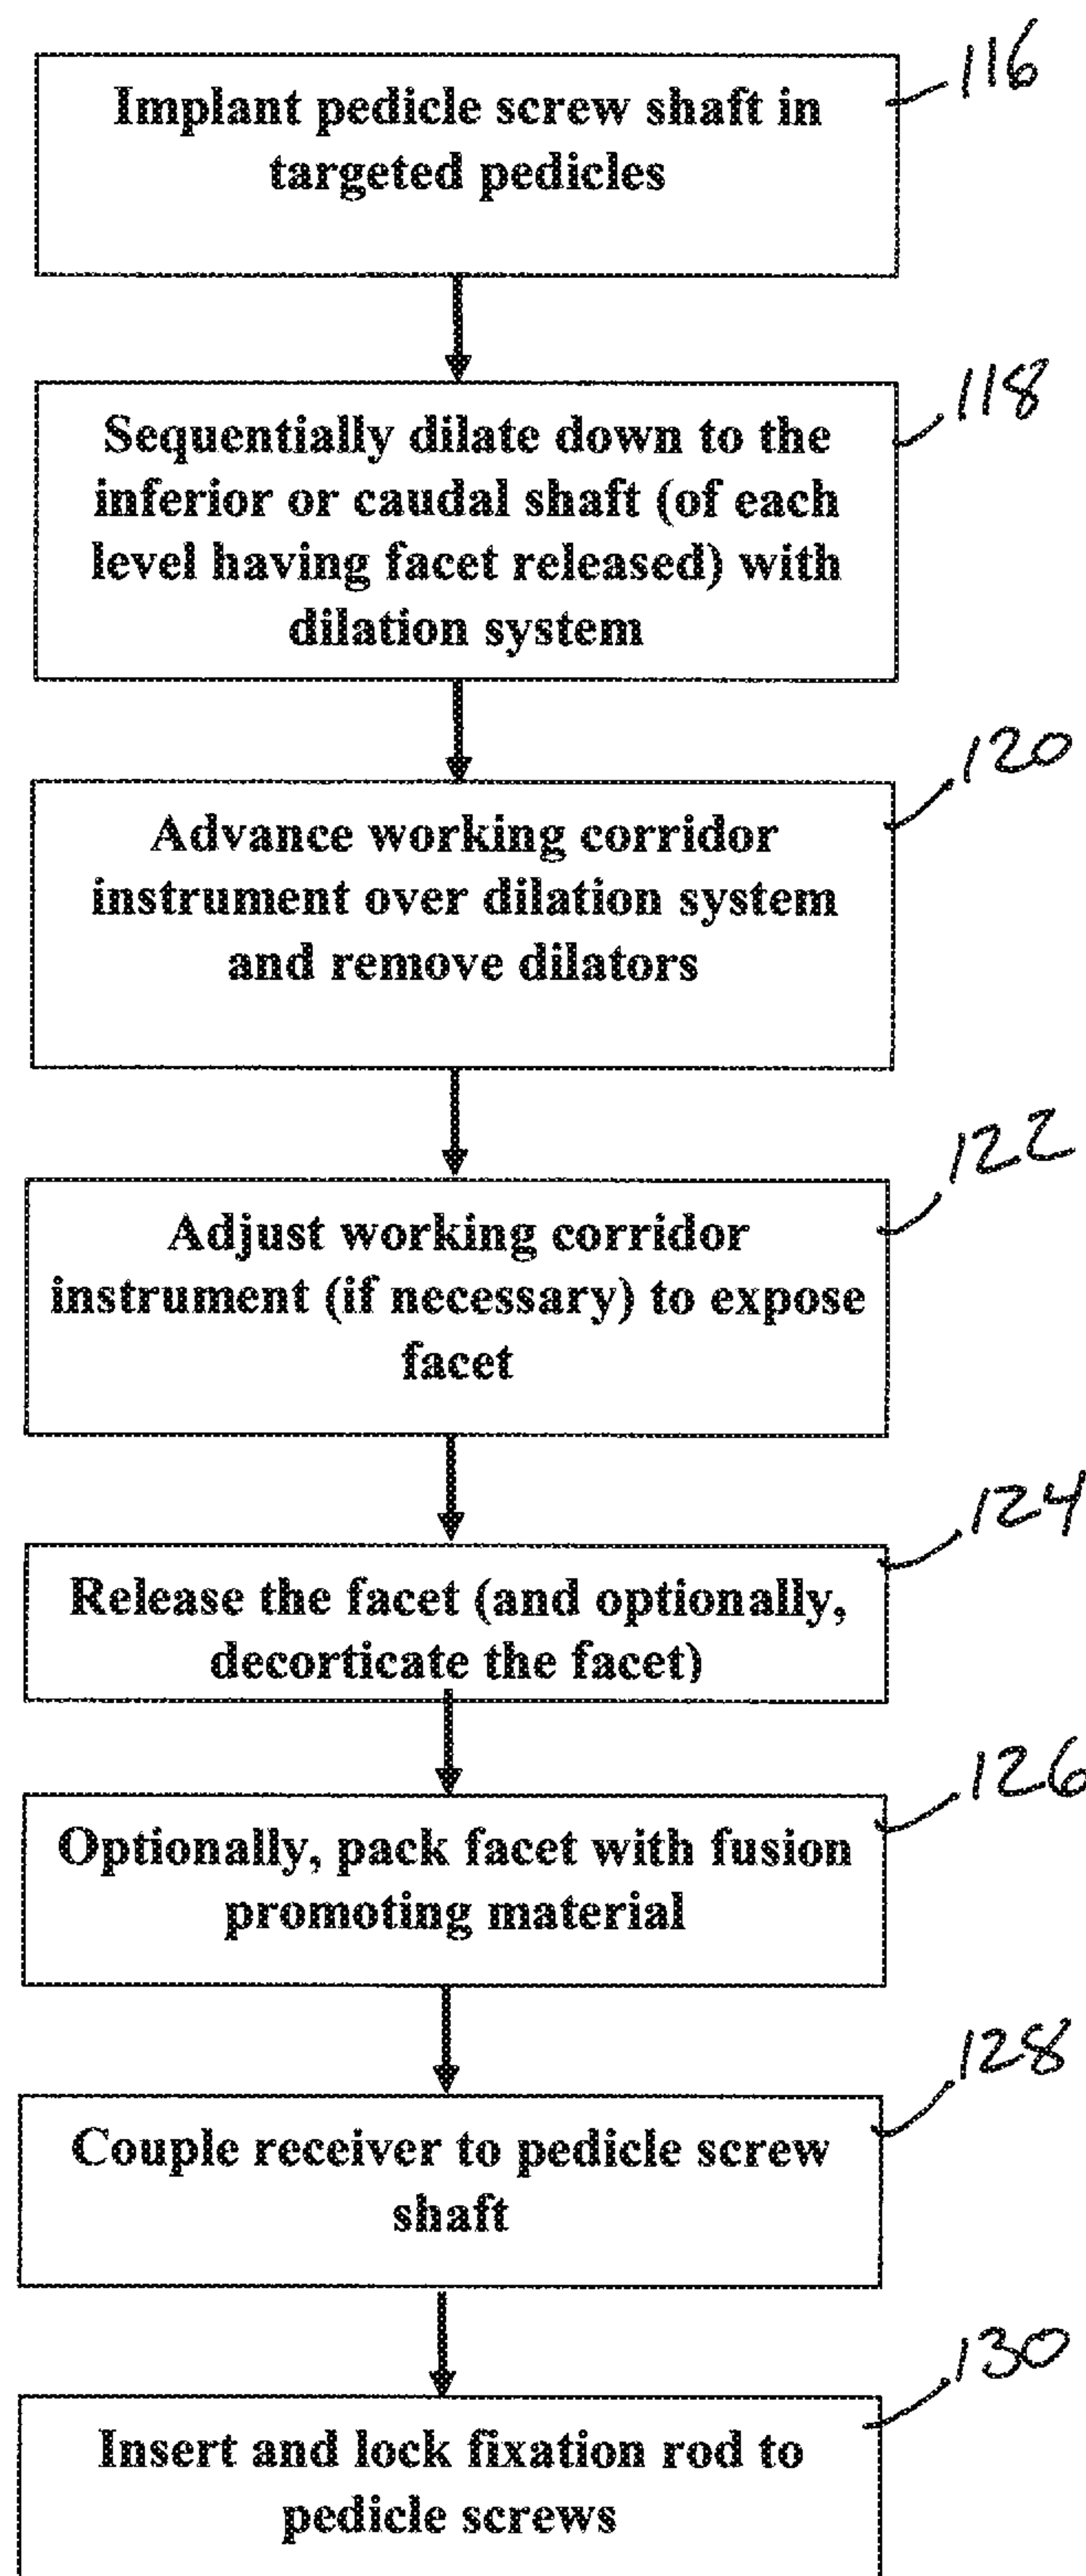 116
Implant pedicle screw shaft in
targeted pedicles
118
Sequentially dilate down to the
inferior or caudal shaft (of each
level having facet released) with
dilation system
120
Advance working corridor
instrument over dilation system
and remove dilators
122
Adjust working corridor
instrument (if necessary) to expose
facet
124
Release the facet (and optionally,
decorticate the facet)
126
Optionally, pack facet with fusion
promoting material
128
Couple receiver to pedicle screw
shaft
130
Insert and lock fixation rod to
pedicle screws